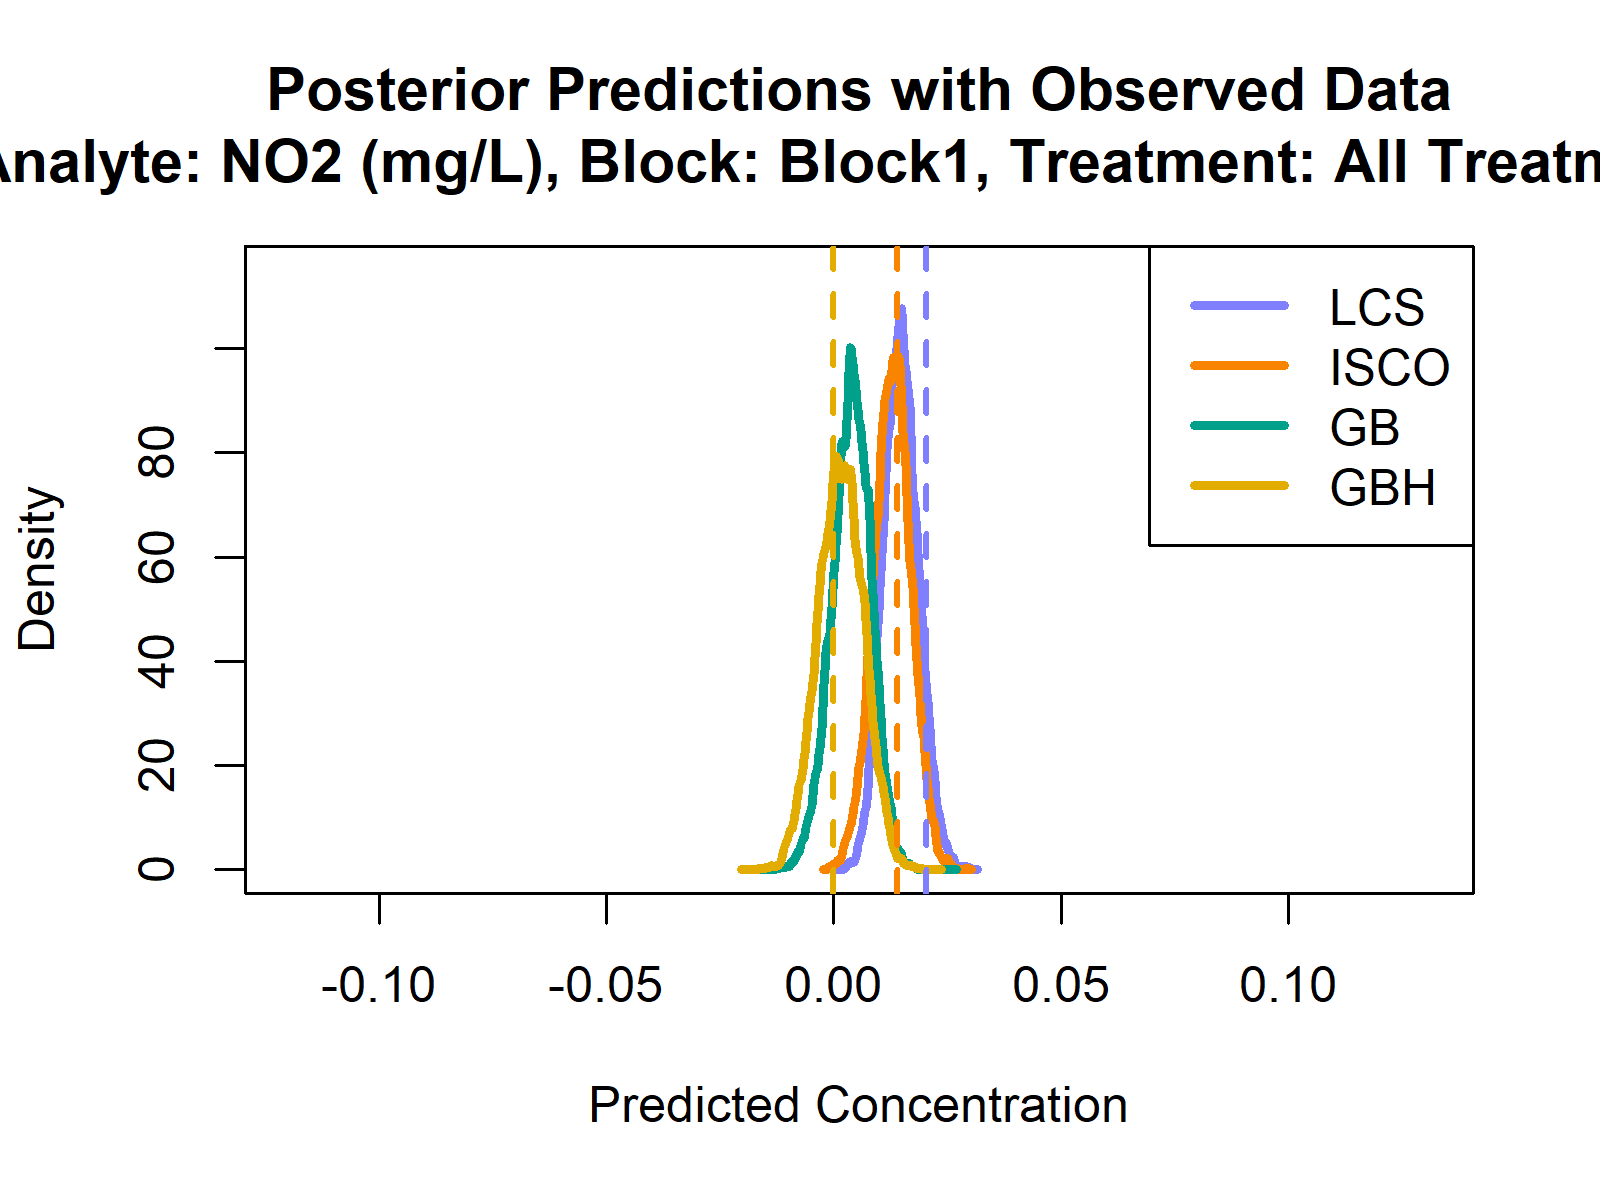 Posterior Predictions with Observed Data
Analyte: NO2 (mg/L), Block: Block1, Treatment: All
LCS
ISCO
GB
GBH
Density
80
60
40
20
0
-0.10 -0.05 0.00 0.05 0.10
Predicted Concentration